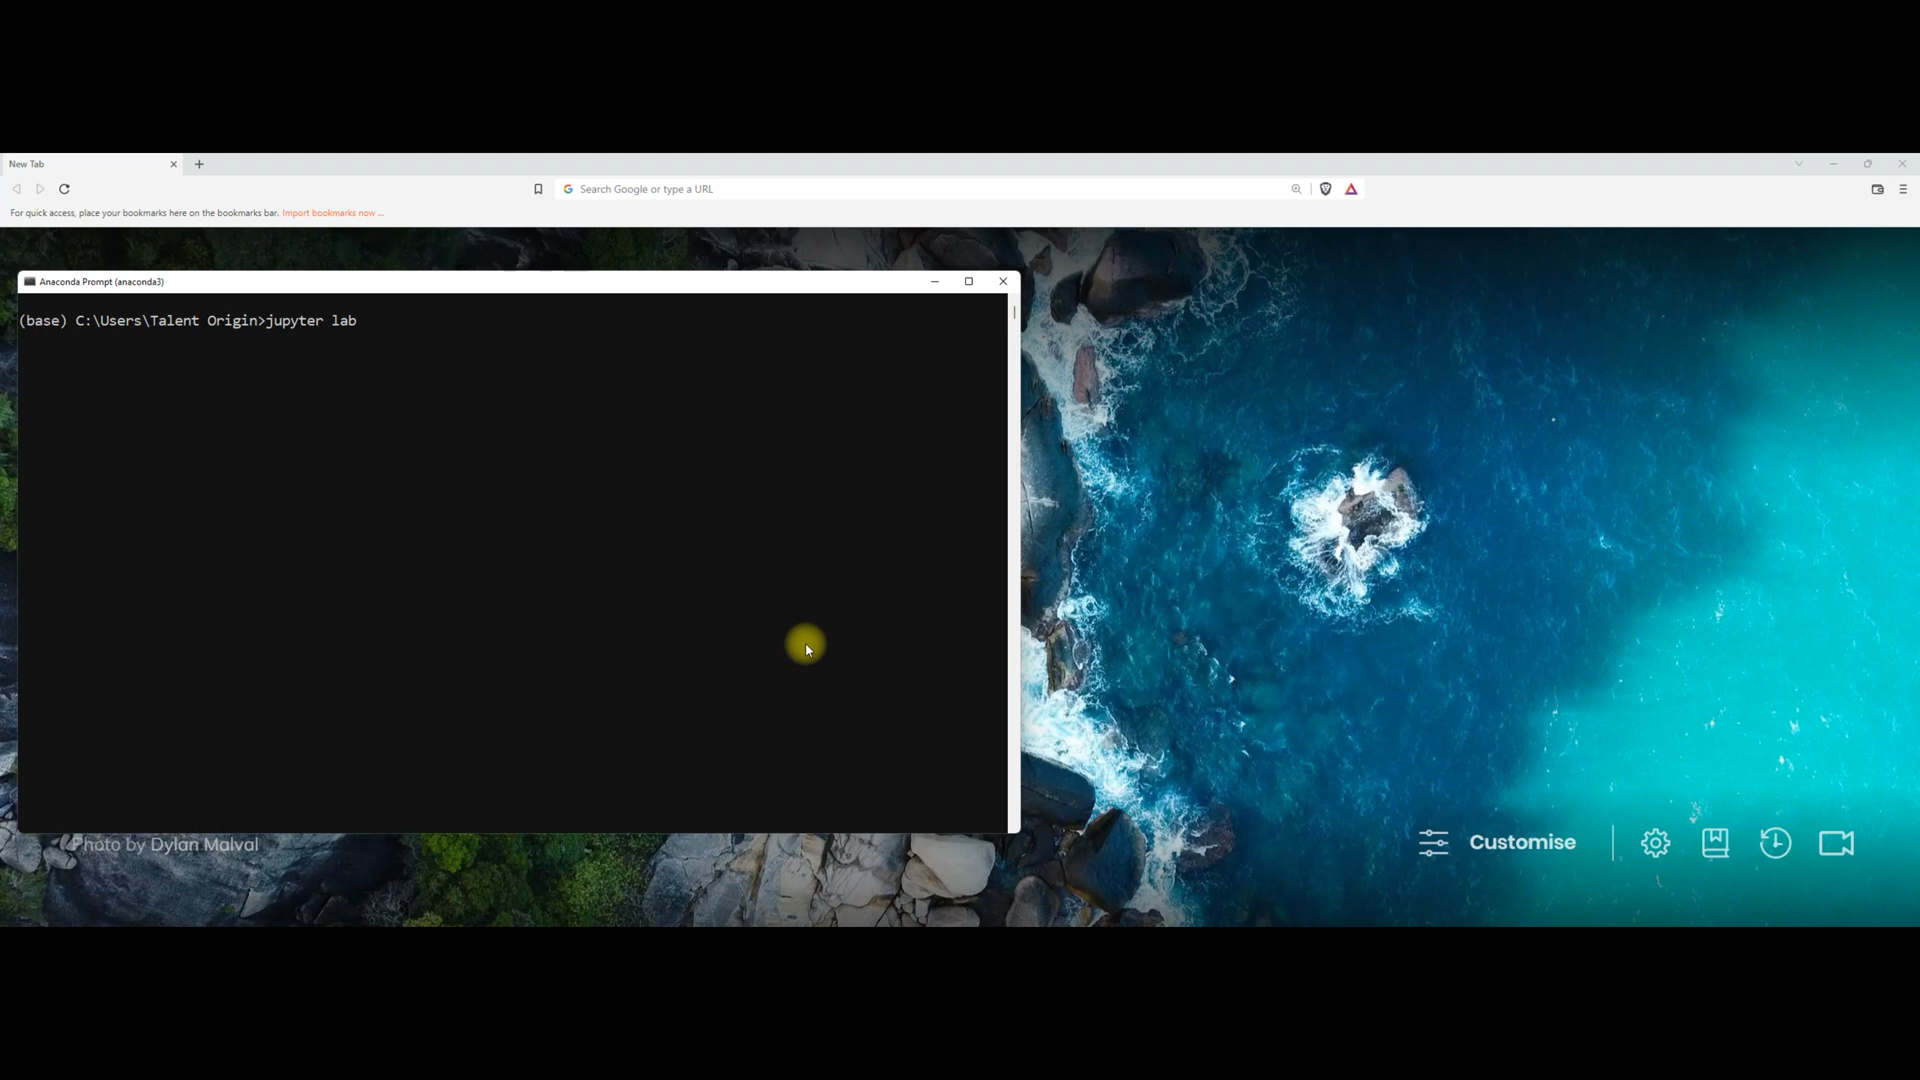 New Tab
Search Google or type a URL
For quick access, place your bookmarks here on the bookmarks bar. Import bookmarks now ...
Anaconda Prompt (anaconda3)
(base) C:\Users\Talent Origin>jupyter lab
Photo by Dylan Malval
Customise